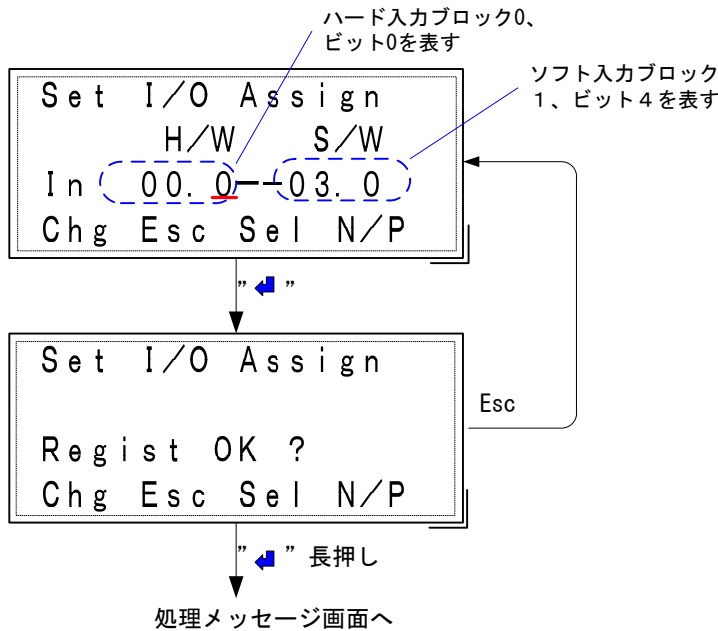 ハード入力ブロック0、
ビット0を表す
ソフト入力ブロック
１、ビット４を表す
Set I/O Assign
H/W S/W
In 00. 0--03. 0
Chg Esc Sel N/P
" "
Set I/O Assign
Regist OK ?
Chg Esc Sel N/P
Esc
" " 長押し
処理メッセージ画面へ